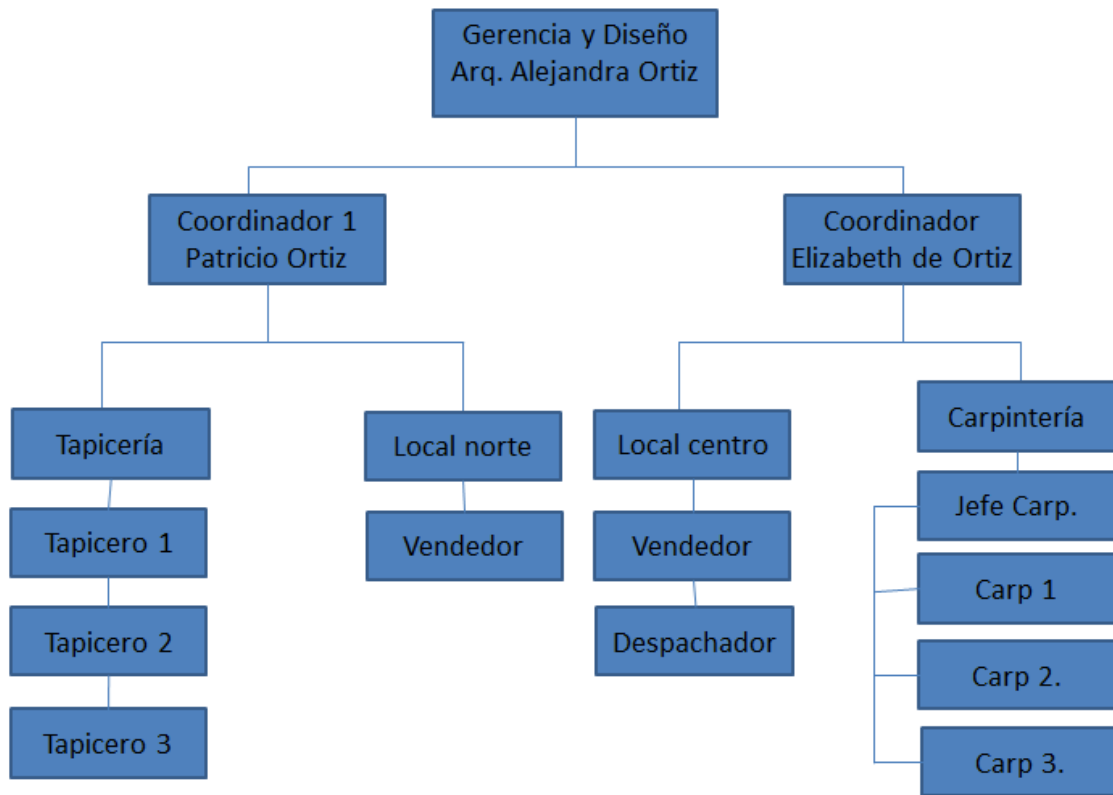 Gerencia y Diseño
Arq. Alejandra Ortiz
Coordinador 1
Patricio Ortiz
Coordinador
Elizabeth de Ortiz
Tapicería
Local norte
Local centro
Carpintería
Tapicero 1
Vendedor
Vendedor
Jefe Carp.
Tapicero 2
Despachador
Carp 1
Tapicero 3
Carp 2.
Carp 3.